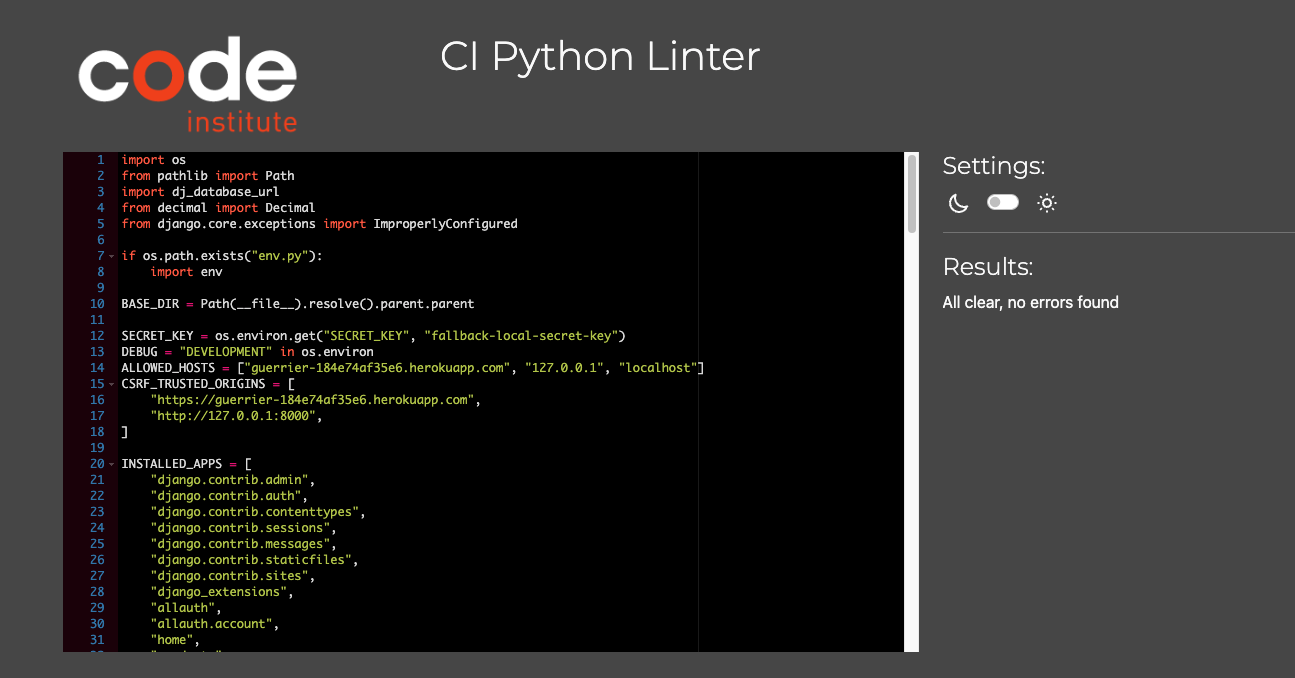 code
institute
CI Python Linter
1 import os
2 from pathlib import Path
3 import dj_database_url
4 from decimal import Decimal
5 from django.core.exceptions import ImproperlyConfigured
6
7 if os.path.exists("env.py"):
8     import env
9
10 BASE_DIR = Path(__file__).resolve().parent.parent
11
12 SECRET_KEY = os.environ.get("SECRET_KEY", "fallback-local-secret-key")
13 DEBUG = "DEVELOPMENT" in os.environ
14 ALLOWED_HOSTS = ["guerrier-184e74af35e6.herokuapp.com", "127.0.0.1", "localhost"]
15 CSRF_TRUSTED_ORIGINS = [
16     "https://guerrier-184e74af35e6.herokuapp.com",
17     "http://127.0.0.1:8000",
18 ]
19
20 INSTALLED_APPS = [
21     "django.contrib.admin",
22     "django.contrib.auth",
23     "django.contrib.contenttypes",
24     "django.contrib.sessions",
25     "django.contrib.messages",
26     "django.contrib.staticfiles",
27     "django.contrib.sites",
28     "django_extensions",
29     "allauth",
30     "allauth.account",
31     "home",
Settings:
Results:
All clear, no errors found